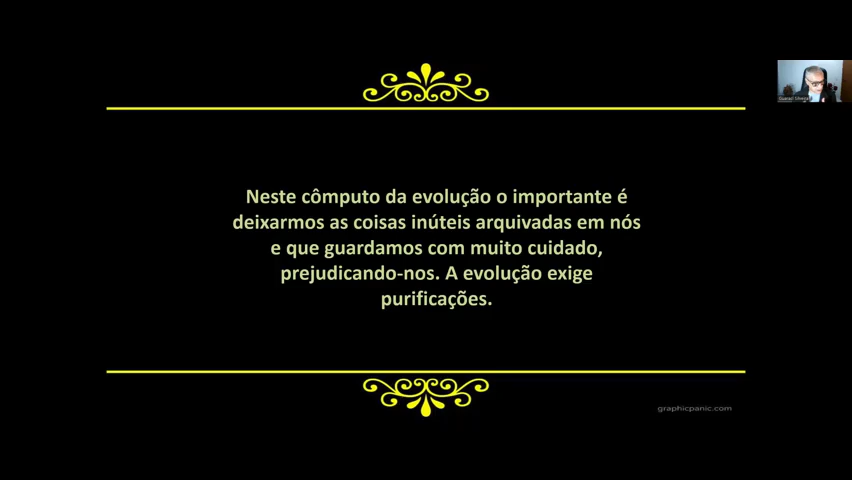 Neste cômputo da evolução o importante é
deixarmos as coisas inúteis arquivadas em nós
e que guardamos com muito cuidado,
prejudicando-nos. A evolução exige
purificações.
graphicpanic.com